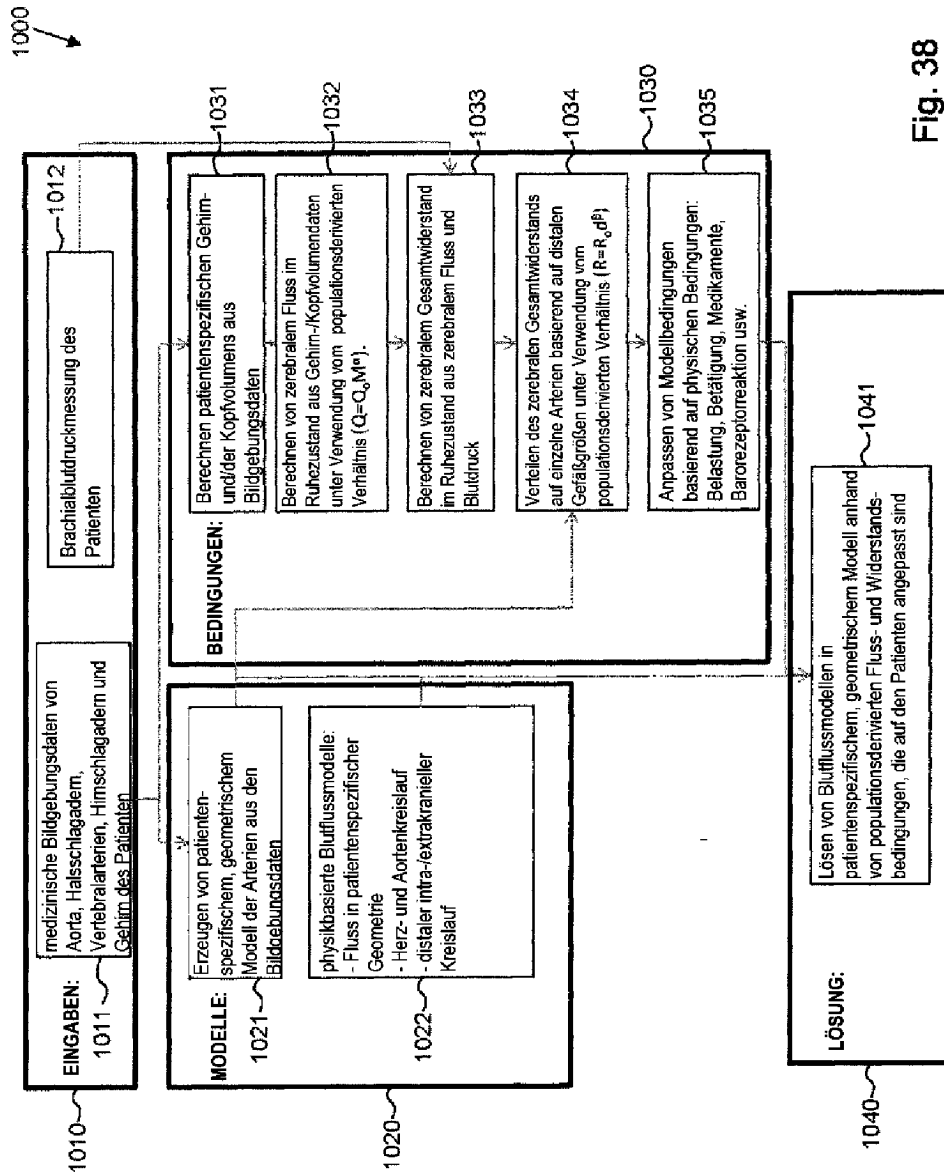 1000
1010
EINGABEN:
1011
medizinische Bildgebungsdaten von
Aorta, Halsschlagadern,
Vertebralarterien, Hirnschlagadern und
Gehirn des Patienten
1012
Brachialblutdruckmessung des
Patienten
1020
MODELLE:
1021
Erzeugen von patienten-
spezifischem, geometrischem
Modell der Arterien aus den
Bildgebungsdaten
1022
physikbasierte Blutflussmodelle:
- Fluss in patientenspezifischer
Geometrie
- Herz- und Aortenkreislauf
- distaler intra-/extrakranieller
Kreislauf
BEDINGUNGEN:
1030
Berechnen patientenspezifischen Gehirn-
und/der Kopfvolumens aus
Bildgebungsdaten
1031
Berechnen von zerebralem Fluss im
Ruhezustand aus Gehirn-/Kopfvolumendaten
unter Verwendung vom populationsderivierten
Verhältnis (Q=QₒMᵅ).
1032
Berechnen von zerebralem Gesamtwiderstand
im Ruhezustand aus zerebralem Fluss und
Blutdruck
1033
Verteilen des zerebralen Gesamtwiderstands
auf einzelne Arterien basierend auf distalen
Gefäßgrößen unter Verwendung vom
populationsderivierten Verhältnis (R=Rₒdᵝ)
1034
Anpassen von Modellbedingungen
basierend auf physischen Bedingungen:
Belastung, Betätigung, Medikamente,
Barorezeptorreaktion usw.
1035
1040
LÖSUNG:
1041
Lösen von Blutflussmodellen in
patientenspezifischem, geometrischem Modell anhand
von populationsderivierten Fluss- und Widerstands-
bedingungen, die auf den Patienten angepasst sind
Fig. 38